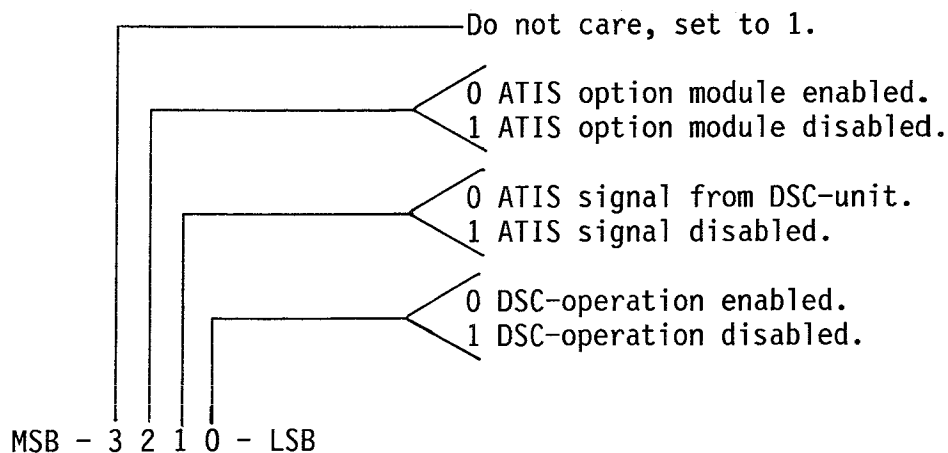 Do not care, set to 1.
0 ATIS option module enabled.
1 ATIS option module disabled.
0 ATIS signal from DSC-unit.
1 ATIS signal disabled.
0 DSC-operation enabled.
1 DSC-operation disabled.
MSB - 3 2 1 0 - LSB